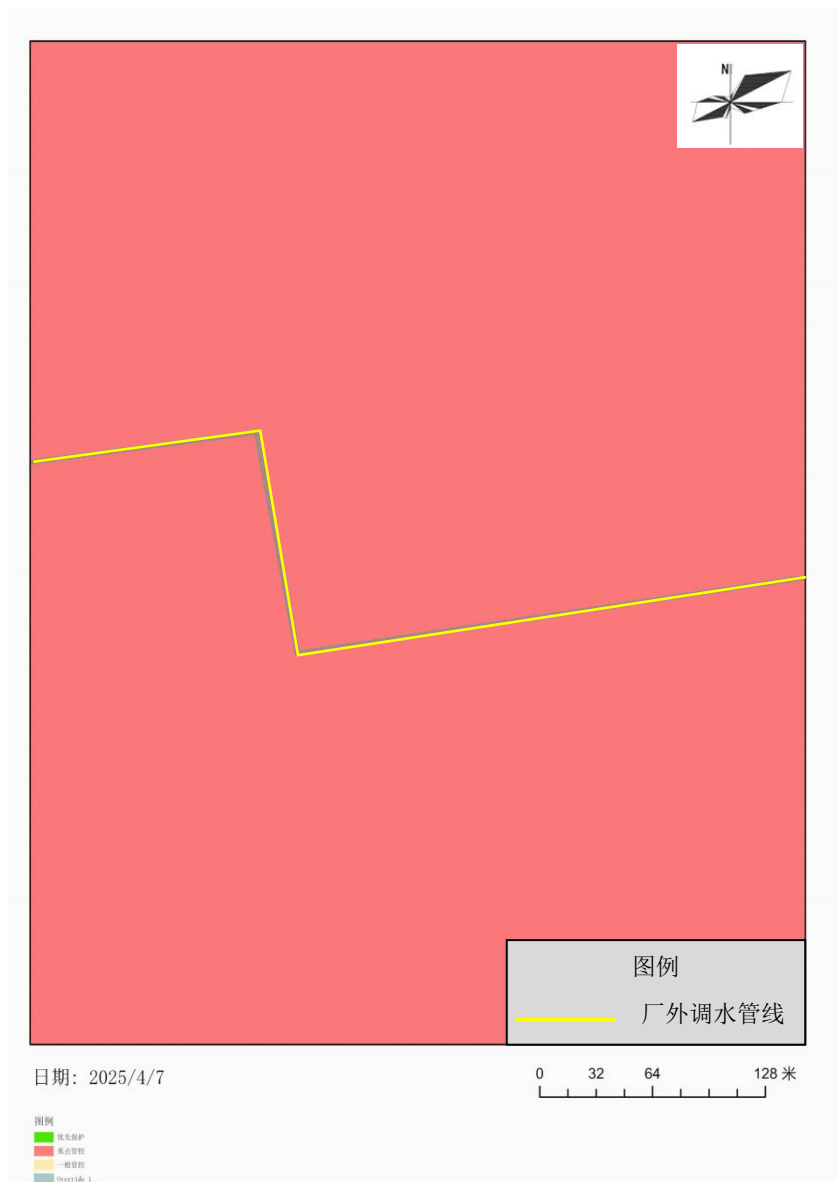 N
图例
厂外调水管线
日期: 2025/4/7
0 32 64 128 米
图例
优先保护
重点管控
一般管控
Override 1